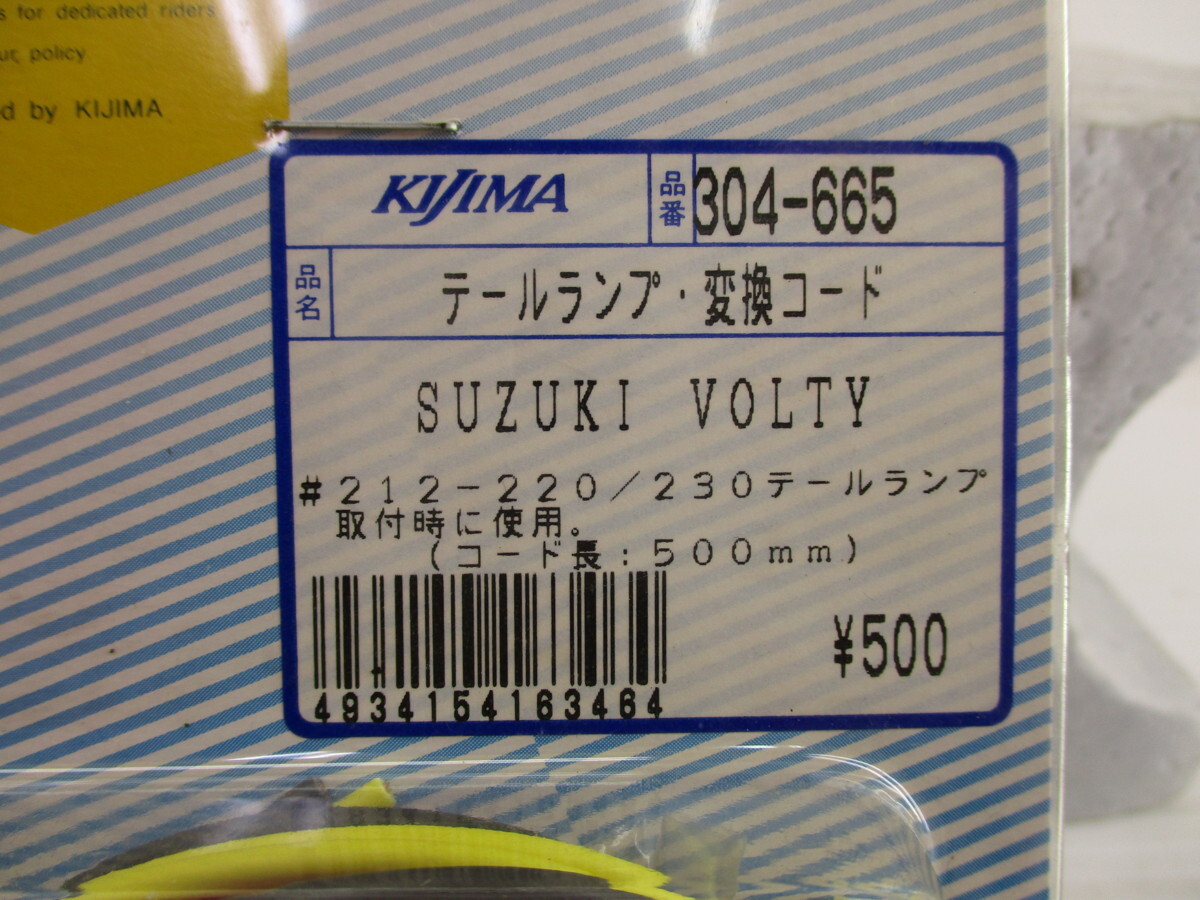 s for dedicated riders
ur, policy
d by KIJIMA
KIJIMA 品番 304-665
品名 テールランプ・変換コード
SUZUKI VOLTY
#212-220/230テールランプ
取付時に使用。
(コード長:500mm)
¥500
4934154163464